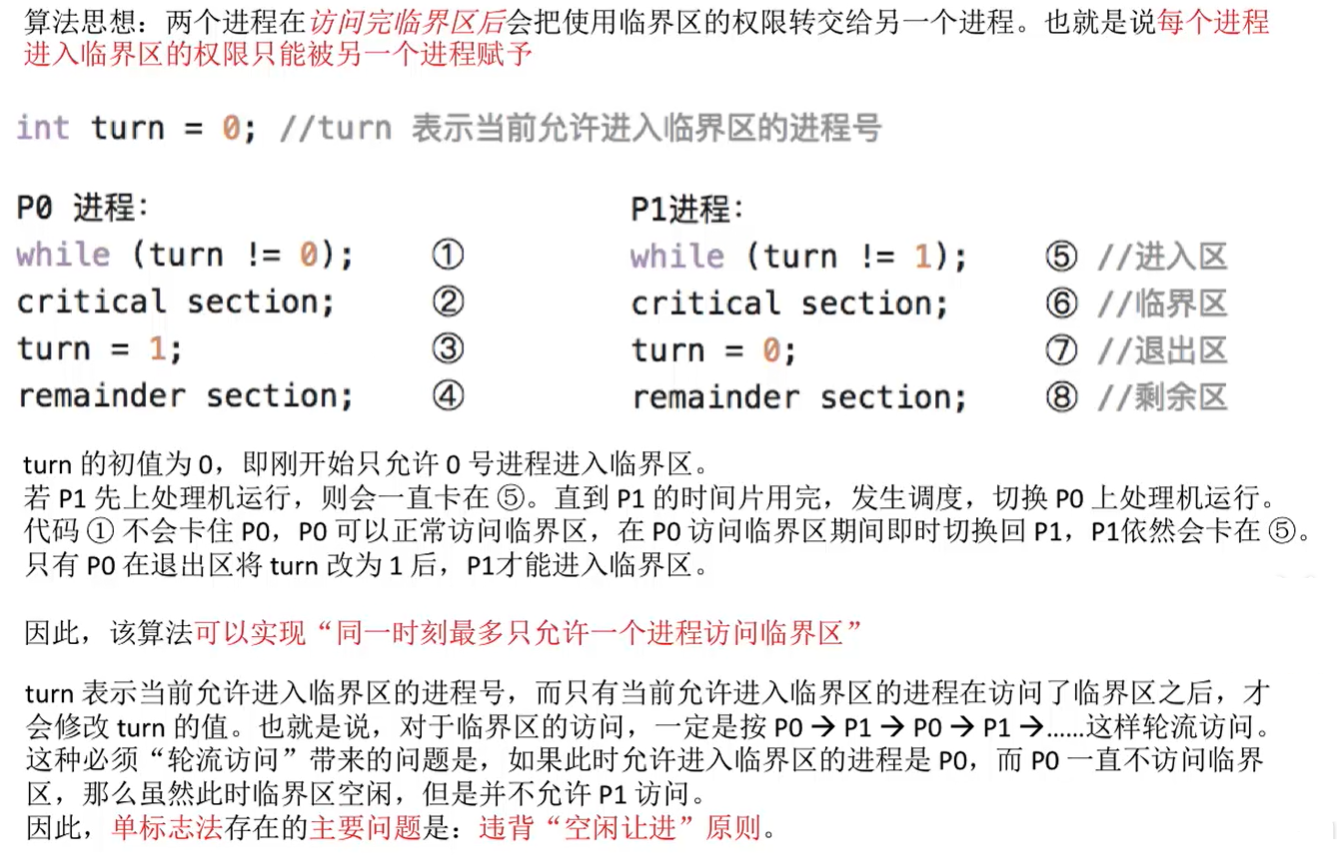 算法思想：两个进程在访问完临界区后会把使用临界区的权限转交给另一个进程。也就是说每个进程
进入临界区的权限只能被另一个进程赋予
int turn = 0; //turn 表示当前允许进入临界区的进程号
P0 进程：
while (turn != 0); ①
critical section; ②
turn = 1; ③
remainder section; ④
P1进程：
while (turn != 1); ⑤ //进入区
critical section; ⑥ //临界区
turn = 0; ⑦ //退出区
remainder section; ⑧ //剩余区
turn 的初值为 0，即刚开始只允许 0 号进程进入临界区。
若 P1 先上处理机运行，则会一直卡在 ⑤。直到 P1 的时间片用完，发生调度，切换 P0 上处理机运行。
代码 ① 不会卡住 P0，P0 可以正常访问临界区，在 P0 访问临界区期间即时切换回 P1，P1依然会卡在 ⑤。
只有 P0 在退出区将 turn 改为 1 后，P1才能进入临界区。
因此，该算法可以实现“同一时刻最多只允许一个进程访问临界区”
turn 表示当前允许进入临界区的进程号，而只有当前允许进入临界区的进程在访问了临界区之后，才
会修改 turn 的值。也就是说，对于临界区的访问，一定是按 P0 → P1 → P0 → P1 →……这样轮流访问。
这种必须“轮流访问”带来的问题是，如果此时允许进入临界区的进程是 P0，而 P0 一直不访问临界
区，那么虽然此时临界区空闲，但是并不允许 P1 访问。
因此，单标志法存在的主要问题是：违背“空闲让进”原则。